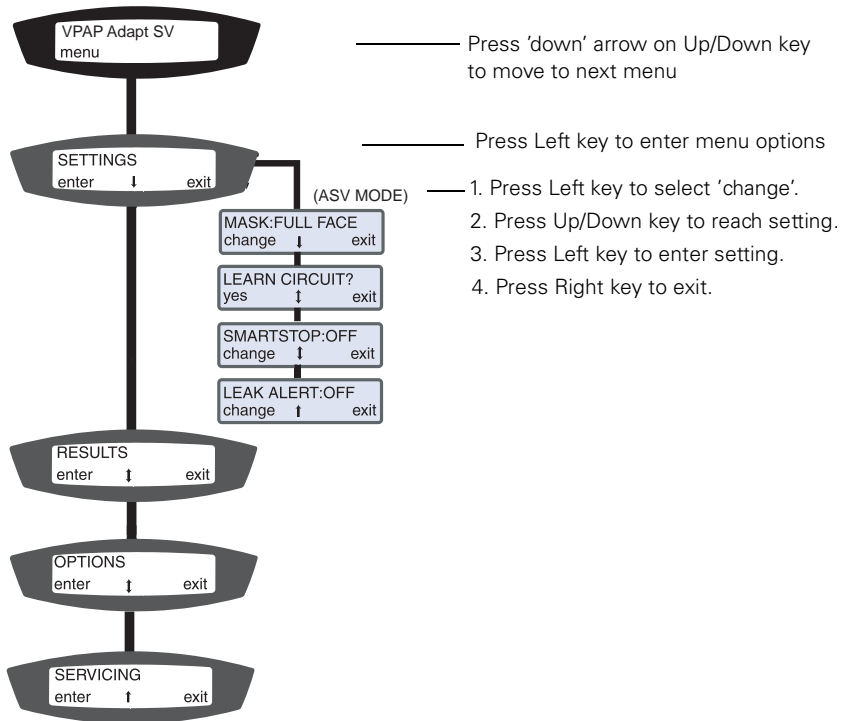 VPAP Adapt SV
menu
Press 'down' arrow on Up/Down key
to move to next menu
Press Left key to enter menu options
SETTINGS
enter ↓ exit
(ASV MODE)
1. Press Left key to select 'change'.
2. Press Up/Down key to reach setting.
3. Press Left key to enter setting.
4. Press Right key to exit.
MASK:FULL FACE
change ↓ exit
LEARN CIRCUIT?
yes ↕ exit
SMARTSTOP:OFF
change ↕ exit
LEAK ALERT:OFF
change ↑ exit
RESULTS
enter ↕ exit
OPTIONS
enter ↕ exit
SERVICING
enter ↑ exit